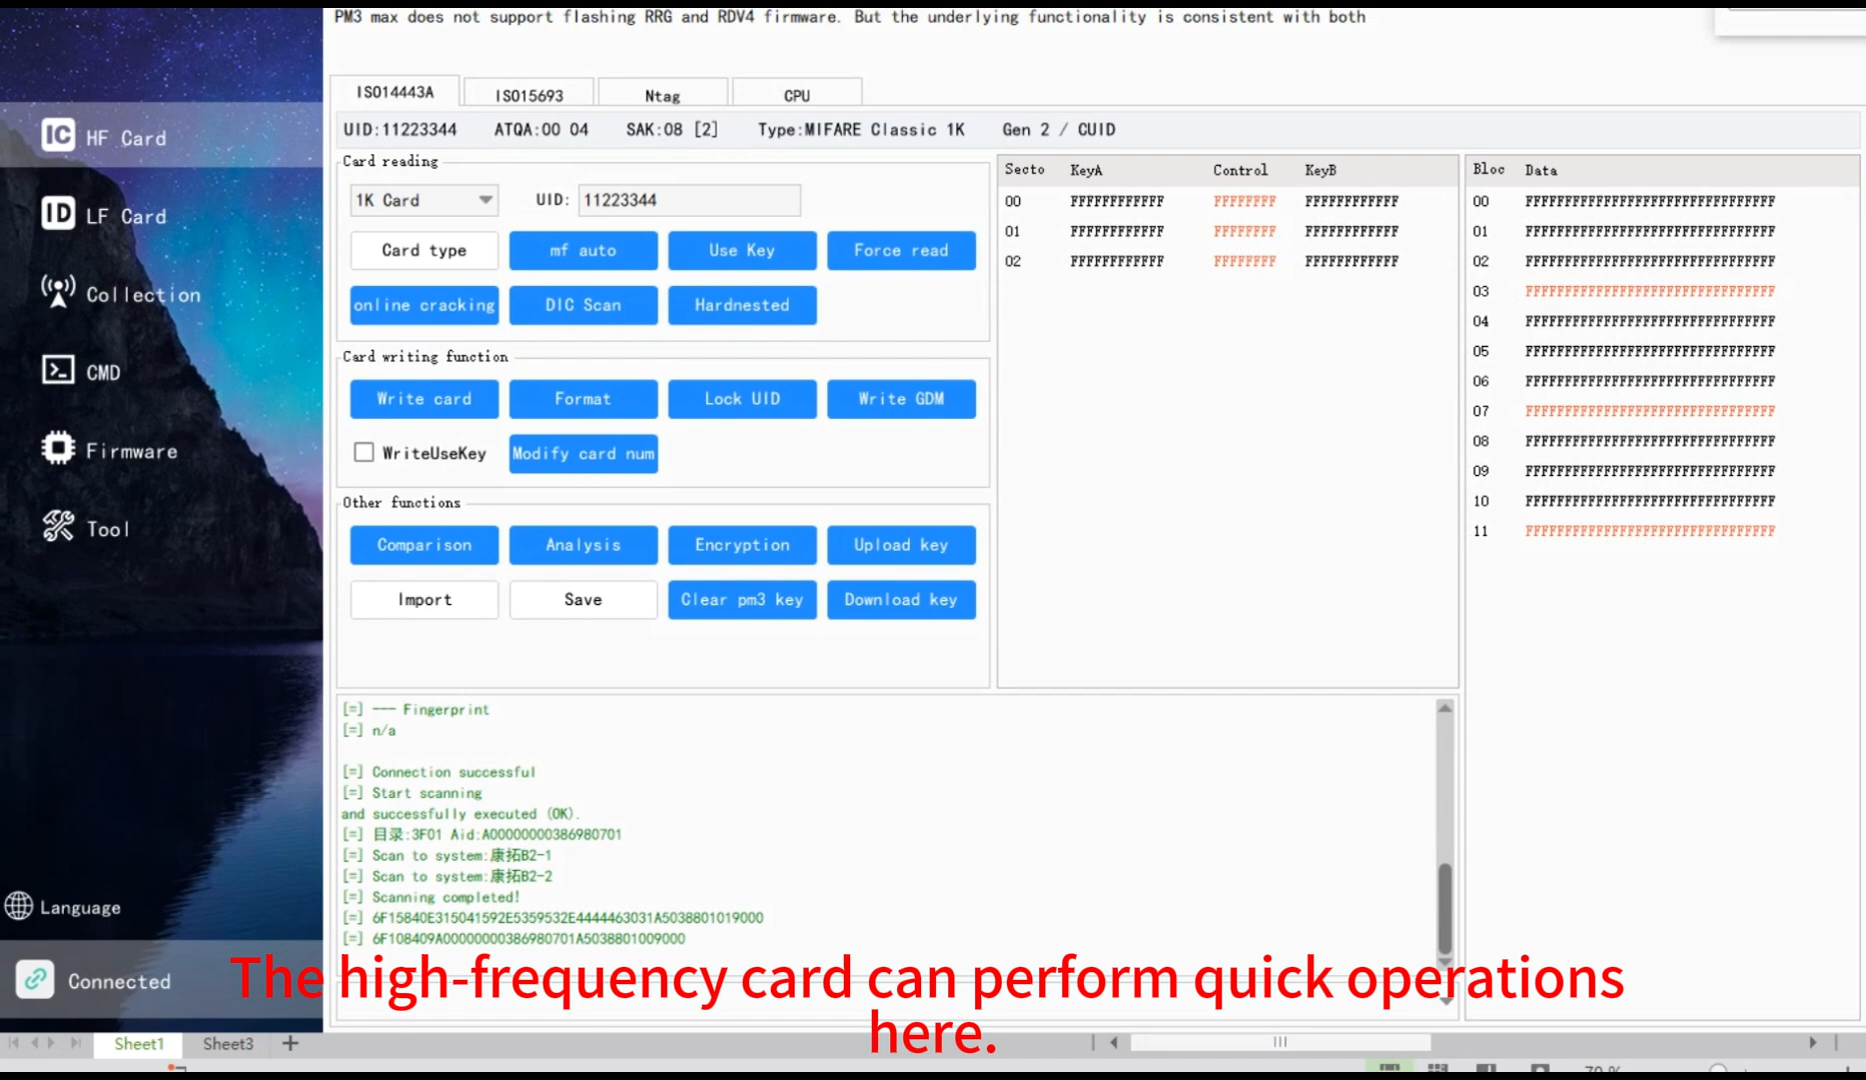 PM3 max does not support flashing RRG and RDV4 firmware. But the underlying functionality is consistent with both
ISO14443A
ISO15693
Ntag
CPU
UID:11223344 ATQA:00 04 SAK:08 [2] Type:MIFARE Classic 1K Gen 2 / CUID
IC HF Card
ID LF Card
Collection
CMD
Firmware
Tool
Language
Connected
Card reading
1K Card UID: 11223344
Card type mf auto Use Key Force read
online cracking DIC Scan Hardnested
Card writing function
Write card Format Lock UID Write GDM
WriteUseKey Modify card num
Other functions
Comparison Analysis Encryption Upload key
Import Save Clear pm3 key Download key
Secto KeyA Control KeyB
00 FFFFFFFFFFFF FFFFFFFF FFFFFFFFFFFF
01 FFFFFFFFFFFF FFFFFFFF FFFFFFFFFFFF
02 FFFFFFFFFFFF FFFFFFFF FFFFFFFFFFFF
Bloc Data
00 FFFFFFFFFFFFFFFFFFFFFFFFFFFFFFFF
01 FFFFFFFFFFFFFFFFFFFFFFFFFFFFFFFF
02 FFFFFFFFFFFFFFFFFFFFFFFFFFFFFFFF
03 FFFFFFFFFFFFFFFFFFFFFFFFFFFFFFFF
04 FFFFFFFFFFFFFFFFFFFFFFFFFFFFFFFF
05 FFFFFFFFFFFFFFFFFFFFFFFFFFFFFFFF
06 FFFFFFFFFFFFFFFFFFFFFFFFFFFFFFFF
07 FFFFFFFFFFFFFFFFFFFFFFFFFFFFFFFF
08 FFFFFFFFFFFFFFFFFFFFFFFFFFFFFFFF
09 FFFFFFFFFFFFFFFFFFFFFFFFFFFFFFFF
10 FFFFFFFFFFFFFFFFFFFFFFFFFFFFFFFF
11 FFFFFFFFFFFFFFFFFFFFFFFFFFFFFFFF
[=] --- Fingerprint
[=] n/a
[=] Connection successful
[=] Start scanning
and successfully executed (OK).
[=] 目录:3F01 Aid:A00000000386980701
[=] Scan to system:康拓B2-1
[=] Scan to system:康拓B2-2
[=] Scanning completed!
[=] 6F15840E315041592E5359532E4444463031A5038801019000
[=] 6F108409A00000000386980701A5038801009000
The high-frequency card can perform quick operations
here.
Sheet1 Sheet3 +